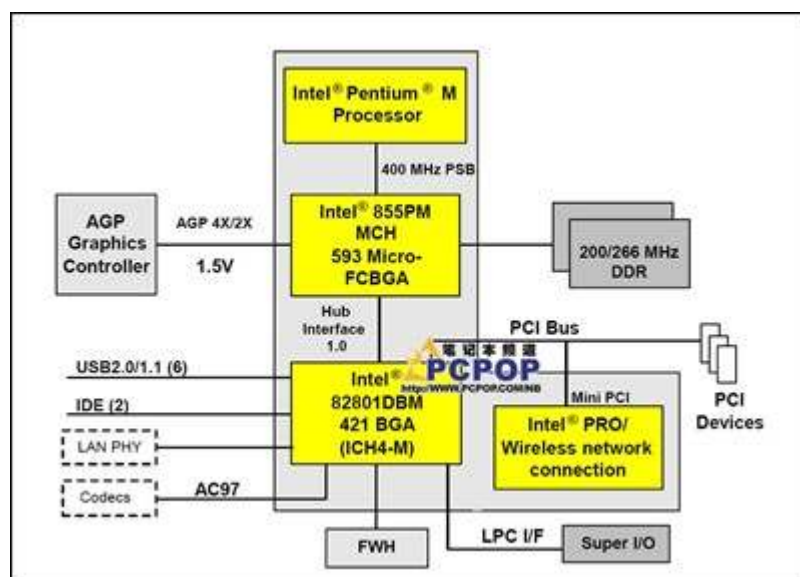 Intel® Pentium® M
Processor
400 MHz PSB
AGP
Graphics
Controller
AGP 4X/2X
1.5V
Intel® 855PM
MCH
593 Micro-
FCBGA
200/266 MHz
DDR
Hub
Interface
1.0
PCI Bus
笔记本频道
PCPOP
http://WWW.PCPOP.COM/NB
USB2.0/1.1 (6)
IDE (2)
LAN PHY
Codecs
AC97
Intel®
82801DBM
421 BGA
(ICH4-M)
Mini PCI
Intel® PRO/
Wireless network
connection
PCI
Devices
FWH
LPC I/F
Super I/O